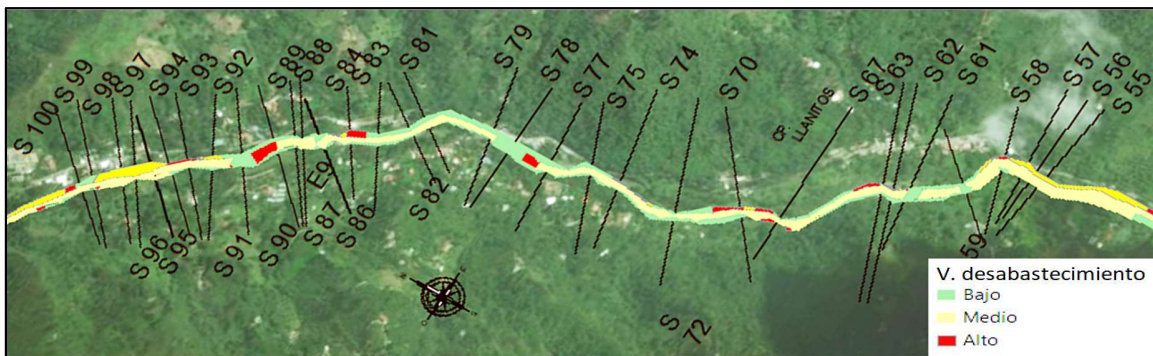 S 100
S 99
S 98
S 97
S 94
S 93
S 92
S 89
S 88
S 84
S 83
S 81
S 79
S 78
S 77
S 75
S 74
S 70
CP LLANITOS
S 67
S 63
S 62
S 61
S 58
S 57
S 56
S 55
S 96
S 95
S 91
S 90
E9
S 87
S 86
S 82
S 72
59
V. desabastecimiento
Bajo
Medio
Alto